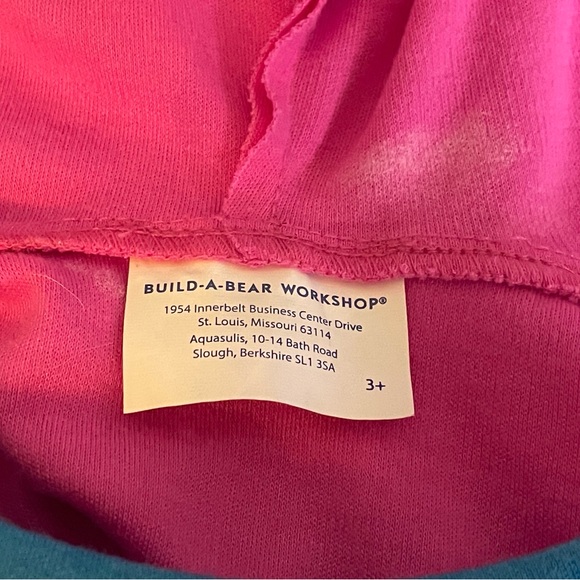 BUILD-A-BEAR WORKSHOP®
1954 Innerbelt Business Center Drive
St. Louis, Missouri 63114
Aquasulis, 10-14 Bath Road
Slough, Berkshire SL1 3SA
3+